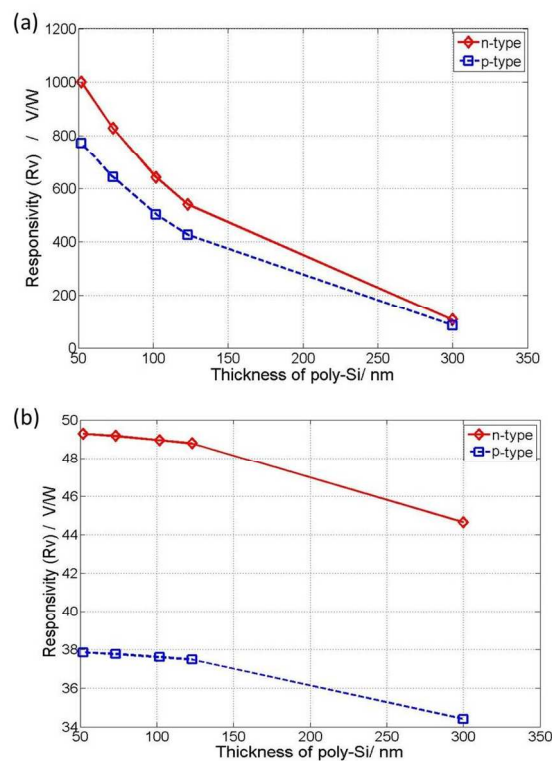 (a)
1200
1000
800
600
400
200
0
Responsivity (Rv) / V/W
n-type
p-type
50 100 150 200 250 300 350
Thickness of poly-Si/ nm
(b)
50
48
46
44
42
40
38
36
34
Responsivity (Rv) / V/W
n-type
p-type
50 100 150 200 250 300 350
Thickness of poly-Si/ nm